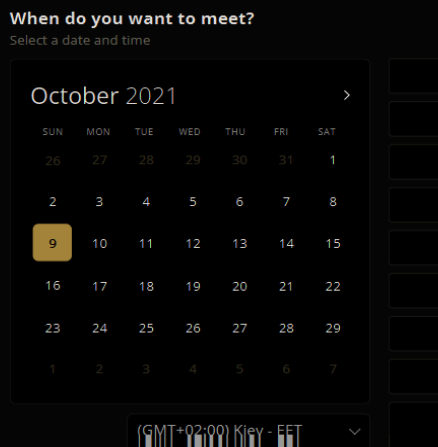 When do you want to meet?
Select a date and time
October 2021
SUN MON TUE WED THU FRI SAT
26 27 28 29 30 31 1
2 3 4 5 6 7 8
9 10 11 12 13 14 15
16 17 18 19 20 21 22
23 24 25 26 27 28 29
1 2 3 4 5 6 7
(GMT+02:00) Kiev - EET